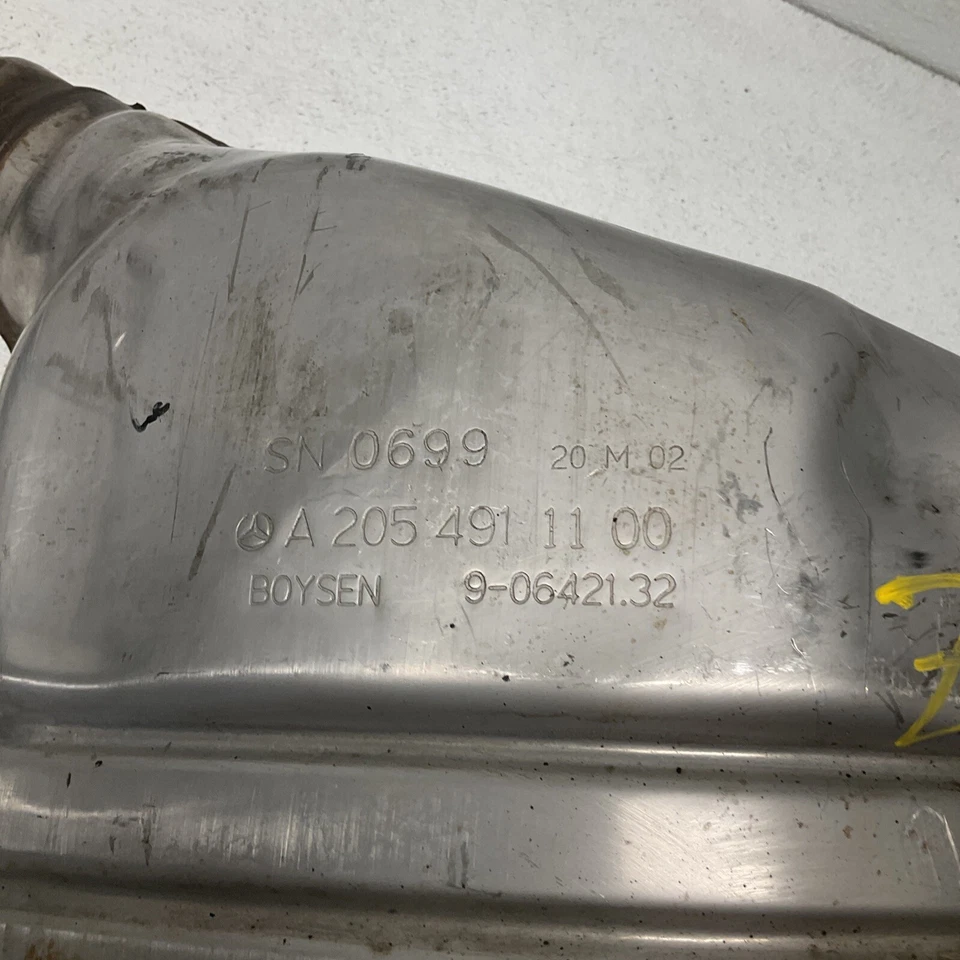 SN 0699 20 M 02
A 205 491 11 00
BOYSEN 9-06421.32